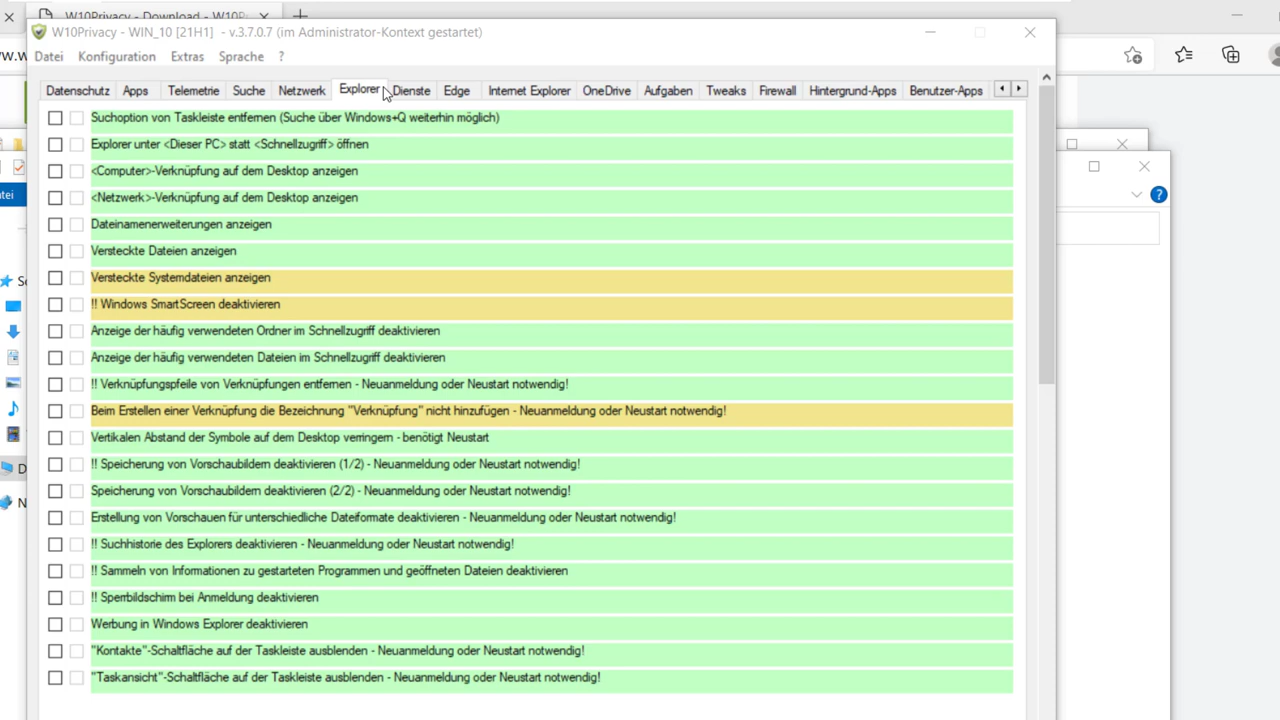 W10Privacy - Download - W10P
W10Privacy - WIN_10 [21H1] - v.3.7.0.7 (im Administrator-Kontext gestartet)
Datei Konfiguration Extras Sprache ?
Datenschutz Apps Telemetrie Suche Netzwerk Explorer Dienste Edge Internet Explorer OneDrive Aufgaben Tweaks Firewall Hintergrund-Apps Benutzer-Apps
Suchoption von Taskleiste entfernen (Suche über Windows+Q weiterhin möglich)
Explorer unter <Dieser PC> statt <Schnellzugriff> öffnen
<Computer>-Verknüpfung auf dem Desktop anzeigen
<Netzwerk>-Verknüpfung auf dem Desktop anzeigen
Dateinamenerweiterungen anzeigen
Versteckte Dateien anzeigen
Versteckte Systemdateien anzeigen
!! Windows SmartScreen deaktivieren
Anzeige der häufig verwendeten Ordner im Schnellzugriff deaktivieren
Anzeige der häufig verwendeten Dateien im Schnellzugriff deaktivieren
!! Verknüpfungspfeile von Verknüpfungen entfernen - Neuanmeldung oder Neustart notwendig!
Beim Erstellen einer Verknüpfung die Bezeichnung "Verknüpfung" nicht hinzufügen - Neuanmeldung oder Neustart notwendig!
Vertikalen Abstand der Symbole auf dem Desktop verringern - benötigt Neustart
!! Speicherung von Vorschaubildern deaktivieren (1/2) - Neuanmeldung oder Neustart notwendig!
Speicherung von Vorschaubildern deaktivieren (2/2) - Neuanmeldung oder Neustart notwendig!
Erstellung von Vorschauen für unterschiedliche Dateiformate deaktivieren - Neuanmeldung oder Neustart notwendig!
!! Suchhistorie des Explorers deaktivieren - Neuanmeldung oder Neustart notwendig!
!! Sammeln von Informationen zu gestarteten Programmen und geöffneten Dateien deaktivieren
!! Sperrbildschirm bei Anmeldung deaktivieren
Werbung in Windows Explorer deaktivieren
"Kontakte"-Schaltfläche auf der Taskleiste ausblenden - Neuanmeldung oder Neustart notwendig!
"Taskansicht"-Schaltfläche auf der Taskleiste ausblenden - Neuanmeldung oder Neustart notwendig!